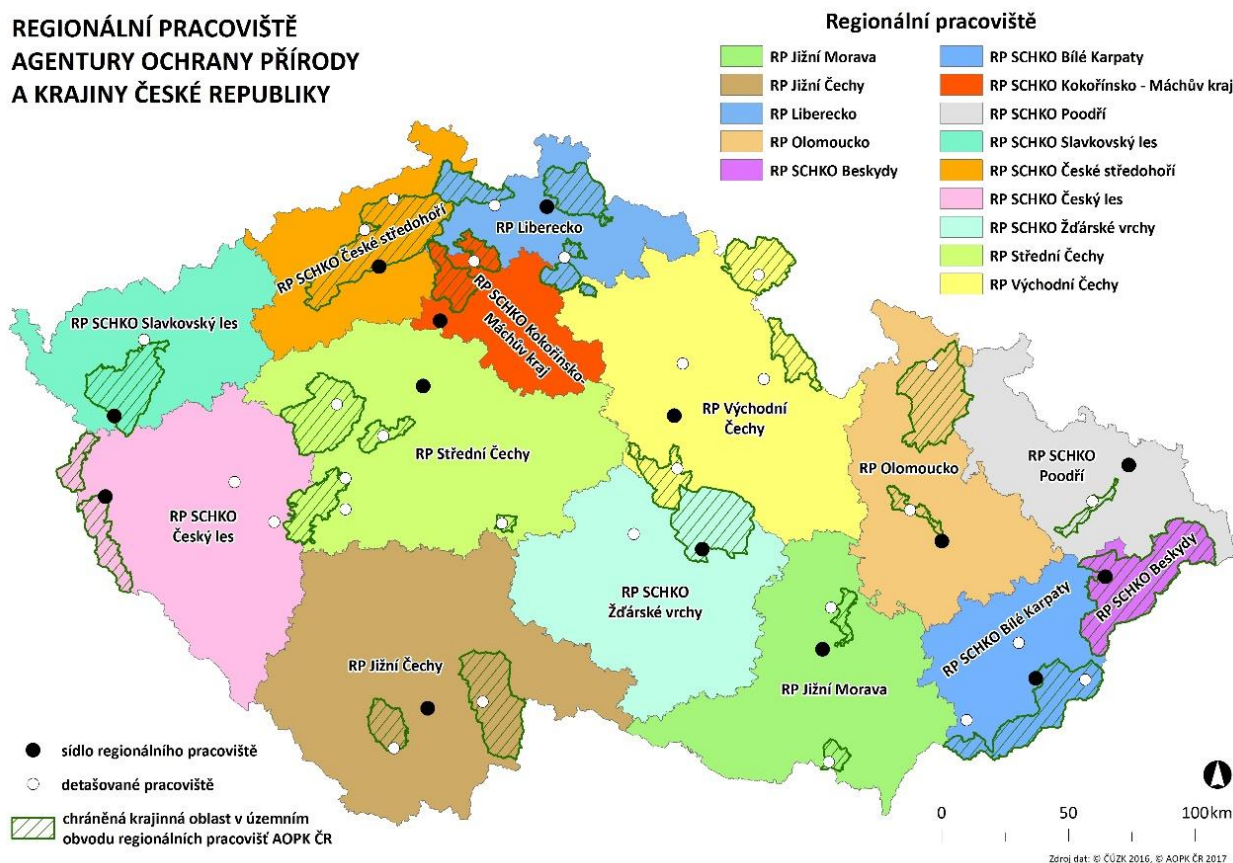 REGIONÁLNÍ PRACOVIŠTĚ
AGENTURY OCHRANY PŘÍRODY
A KRAJINY ČESKÉ REPUBLIKY
Regionální pracoviště
RP Jižní Morava
RP Jižní Čechy
RP Liberecko
RP Olomoucko
RP SCHKO Beskydy
RP SCHKO Bílé Karpaty
RP SCHKO Kokořínsko - Máchův kraj
RP SCHKO Poodří
RP SCHKO Slavkovský les
RP SCHKO České středohoří
RP SCHKO Český les
RP SCHKO Žďárské vrchy
RP Střední Čechy
RP Východní Čechy
RP SCHKO České středohoří
RP Liberecko
RP SCHKO Slavkovský les
RP SCHKO Kokořínsko-
Máchův kraj
RP Východní
Čechy
RP Střední Čechy
RP Olomoucko
RP SCHKO
Poodří
RP SCHKO
Český les
RP SCHKO
Žďárské vrchy
RP SCHKO Beskydy
RP SCHKO Bílé Karpaty
RP Jižní Čechy
RP Jižní Morava
sídlo regionálního pracoviště
detašované pracoviště
chráněná krajinná oblast v územním
obvodu regionálních pracovišť AOPK ČR
0 50 100 km
Zdroj dat: © ČÚZK 2016, © AOPK ČR 2017